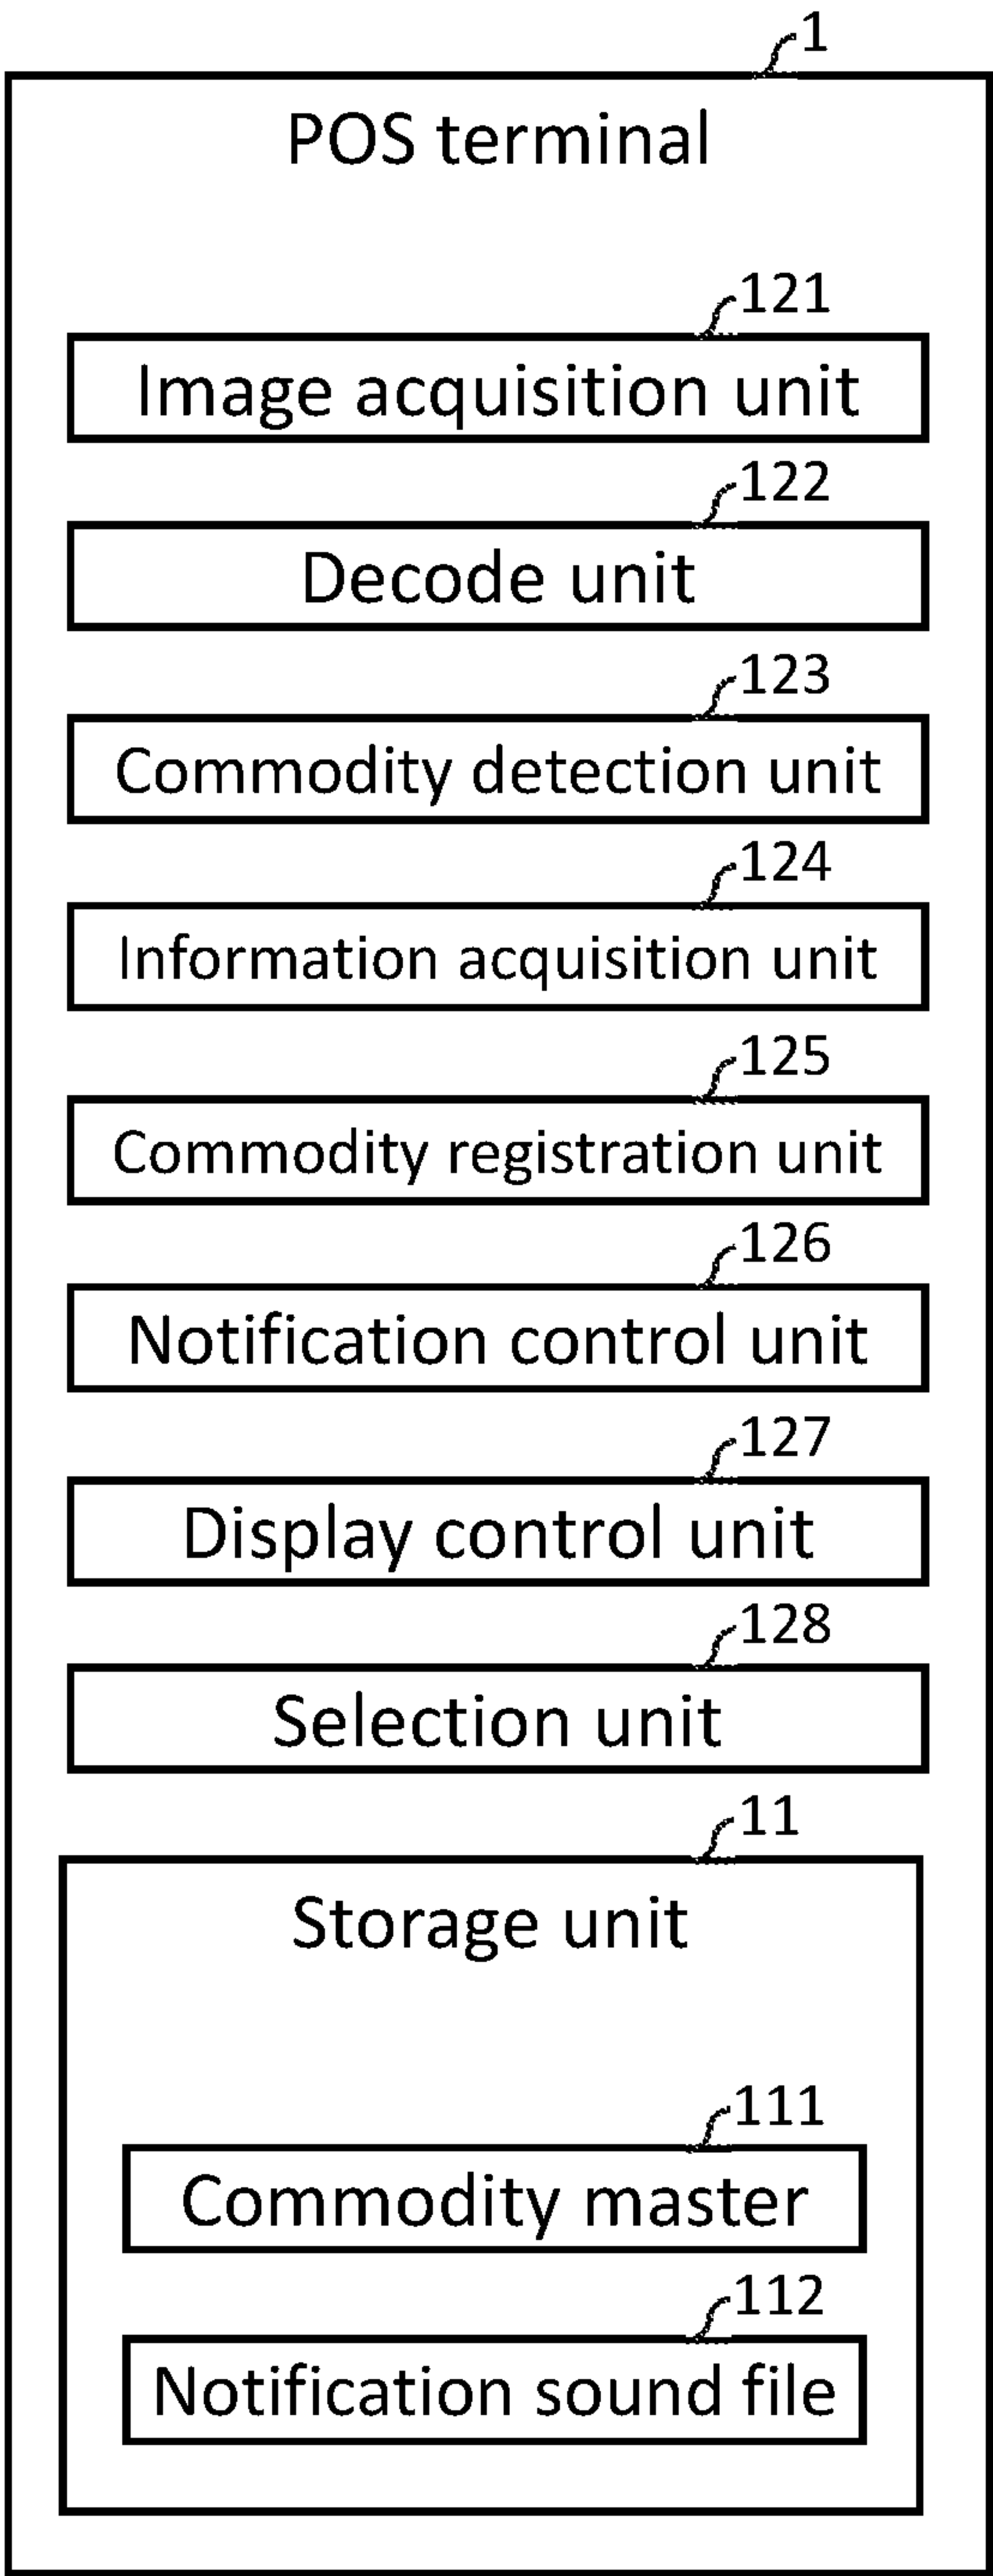 1
POS terminal
121
Image acquisition unit
122
Decode unit
123
Commodity detection unit
124
Information acquisition unit
125
Commodity registration unit
126
Notification control unit
127
Display control unit
128
Selection unit
11
Storage unit
111
Commodity master
112
Notification sound file